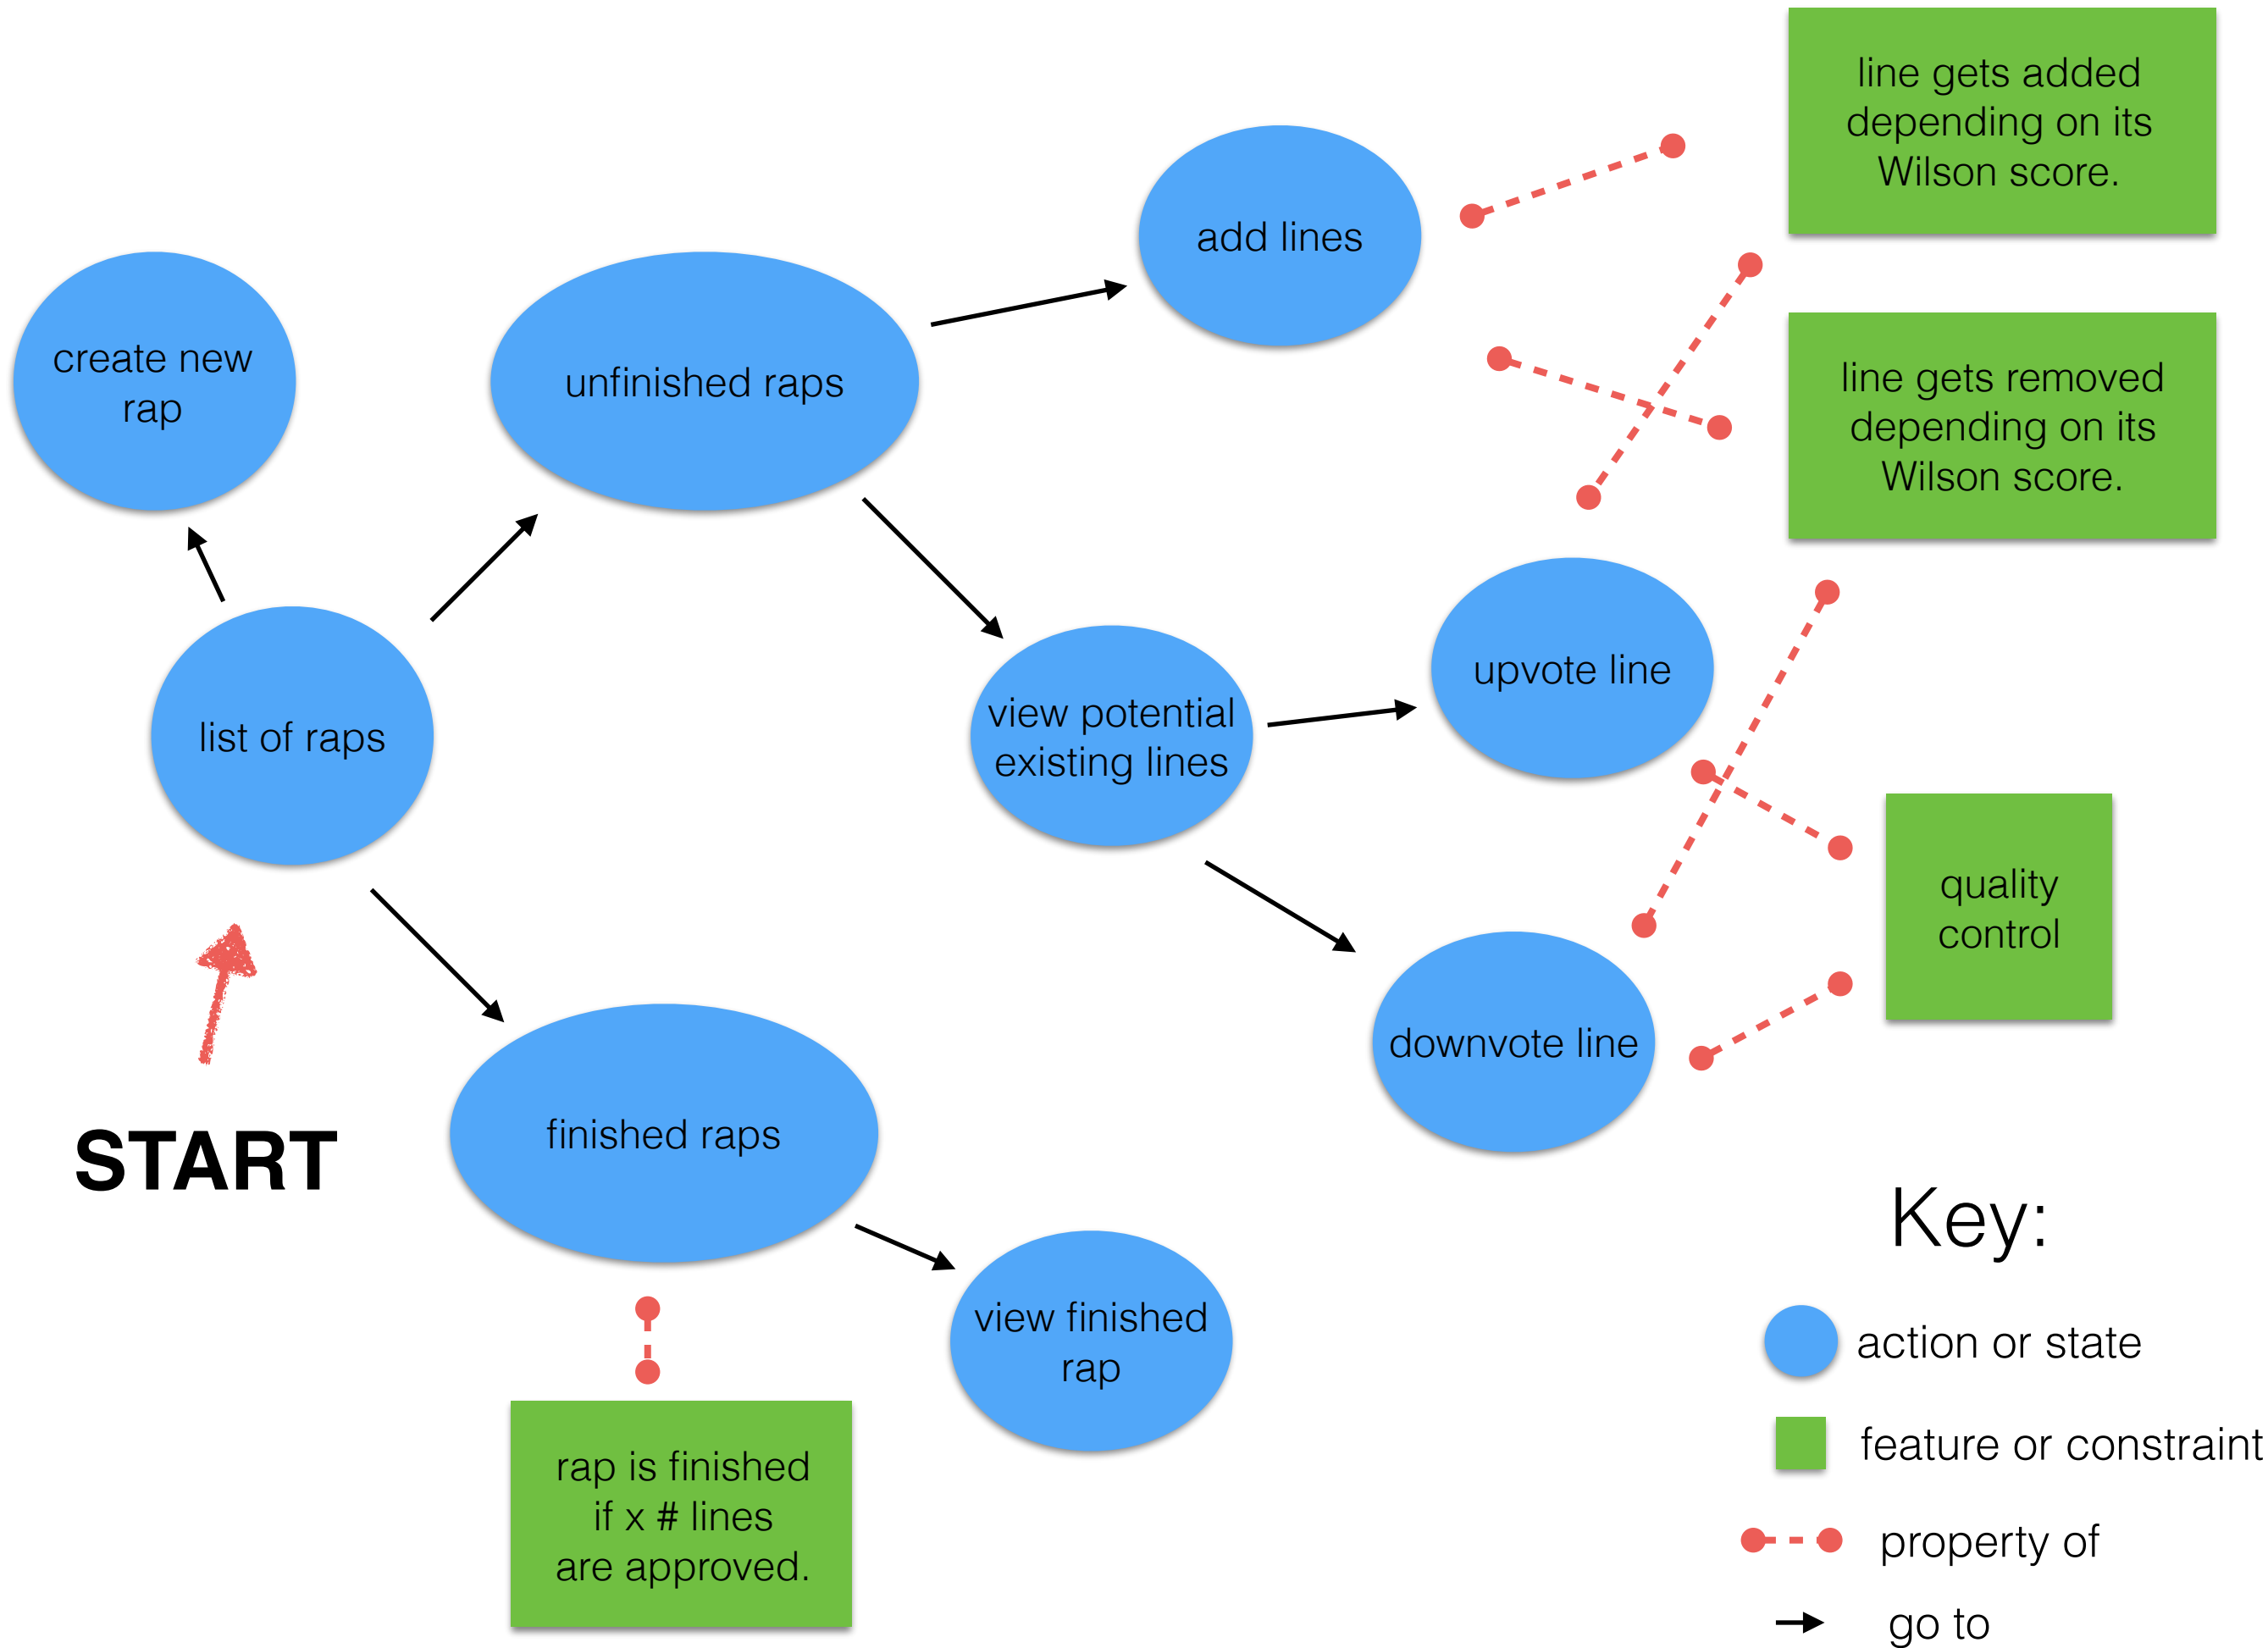 line gets added
depending on its
Wilson score.
add lines
create new
rap
unfinished raps
line gets removed
depending on its
Wilson score.
upvote line
list of raps
view potential
existing lines
quality
control
downvote line
finished raps
START
view finished
rap
rap is finished
if x # lines
are approved.
Key:
action or state
feature or constraint
property of
go to